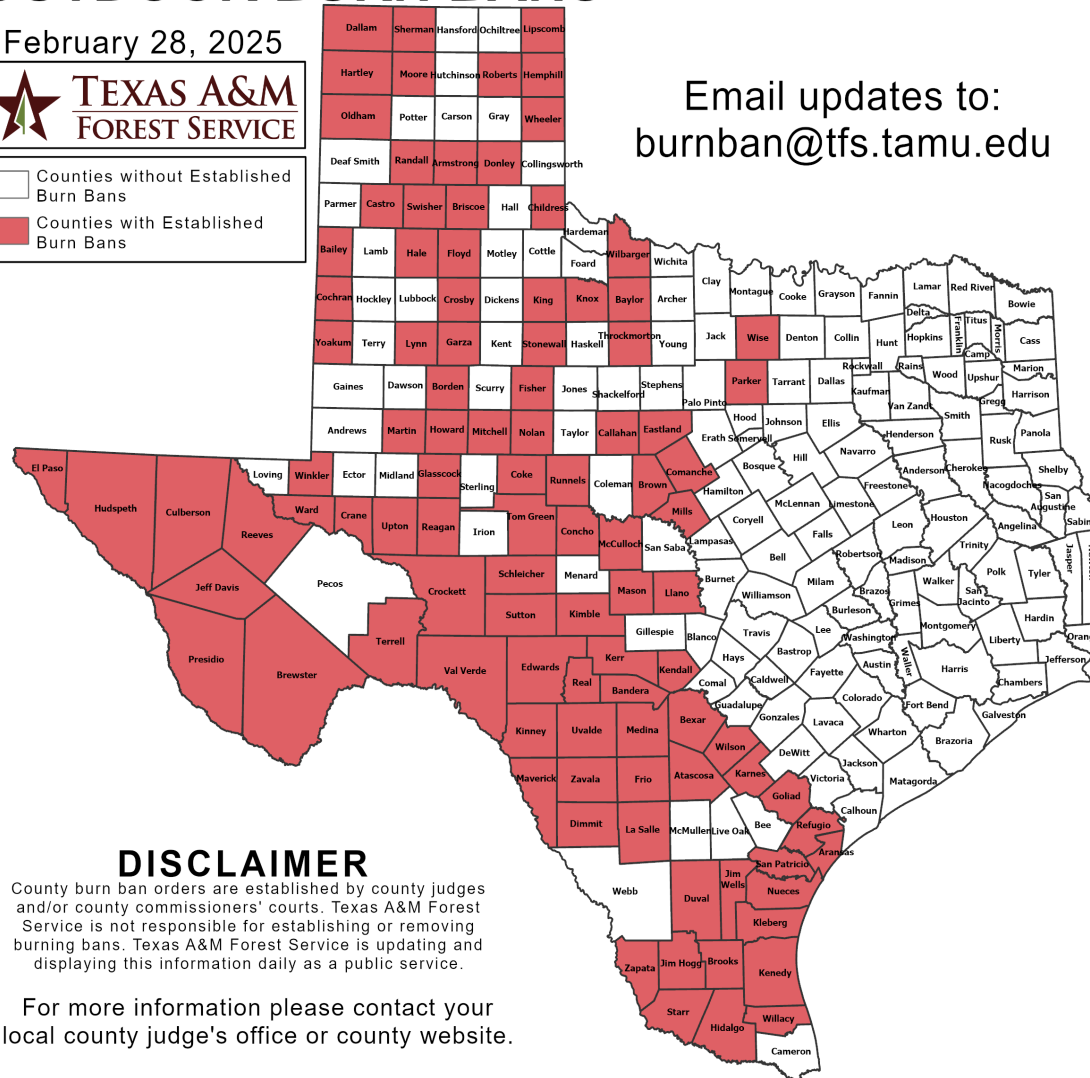 February 28, 2025
TEXAS A&M
FOREST SERVICE
Counties without Established
Burn Bans
Counties with Established
Burn Bans
Email updates to:
burnban@tfs.tamu.edu
Dallam Sherman Hansford Ochiltree Lipscomb
Hartley Moore Hutchinson Roberts Hemphill
Oldham Potter Carson Gray Wheeler
Deaf Smith Randall Armstrong Donley Collingsworth
Parmer Castro Swisher Briscoe Hall Childress
Hardeman
Bailey Lamb Hale Floyd Motley Cottle Foard Wilbarger Wichita
Clay Montague Cooke Grayson Fannin Lamar Red River Bowie
Cochran Hockley Lubbock Crosby Dickens King Knox Baylor Archer
Delta Titus Franklin Morris
Yoakum Terry Lynn Garza Kent Stonewall Haskell Throckmorton Young Jack Wise Denton Collin Hunt Hopkins Camp Cass
Rockwall Rains Wood Upshur Marion
Gaines Dawson Borden Scurry Fisher Jones Shackelford Stephens Palo Pinto Parker Tarrant Dallas Kaufman Van Zandt Gregg Harrison
Andrews Martin Howard Mitchell Nolan Taylor Callahan Eastland Erath Hood Somervell Johnson Ellis Henderson Smith Rusk Panola
El Paso Hudspeth Culberson Reeves Loving Winkler Ector Midland Glasscock Sterling Coke Runnels Coleman Brown Comanche Hamilton Bosque Hill Navarro Freestone Anderson Cherokee Nacogdoches Shelby
Ward Crane Upton Reagan Irion Tom Green Concho McCulloch San Saba Mills Lampasas Coryell McLennan Limestone Falls Leon Houston Angelina San Augustine
Jeff Davis Pecos Crockett Schleicher Menard Mason Llano Burnet Bell Milam Robertson Madison Trinity Polk Tyler Jasper
Sutton Kimble Williamson Burleson Brazos Grimes Walker San Jacinto Hardin
Presidio Brewster Terrell Val Verde Edwards Gillespie Blanco Travis Lee Washington Montgomery Liberty
Real Kerr Kendall Hays Bastrop Fayette Austin Waller Harris Chambers Jefferson
Bandera Comal Caldwell Guadalupe Gonzales Lavaca Colorado Fort Bend Galveston
Kinney Uvalde Medina Bexar Wilson DeWitt Wharton Brazoria
Maverick Zavala Frio Atascosa Karnes Goliad Victoria Jackson Matagorda
Dimmit La Salle McMullen Live Oak Bee Refugio Calhoun
Webb Duval Jim Wells San Patricio Aransas
Nueces
Kleberg
Zapata Jim Hogg Brooks Kenedy
Starr Hidalgo Willacy
Cameron
DISCLAIMER
County burn ban orders are established by county judges
and/or county commissioners' courts. Texas A&M Forest
Service is not responsible for establishing or removing
burning bans. Texas A&M Forest Service is updating and
displaying this information daily as a public service.
For more information please contact your
local county judge's office or county website.